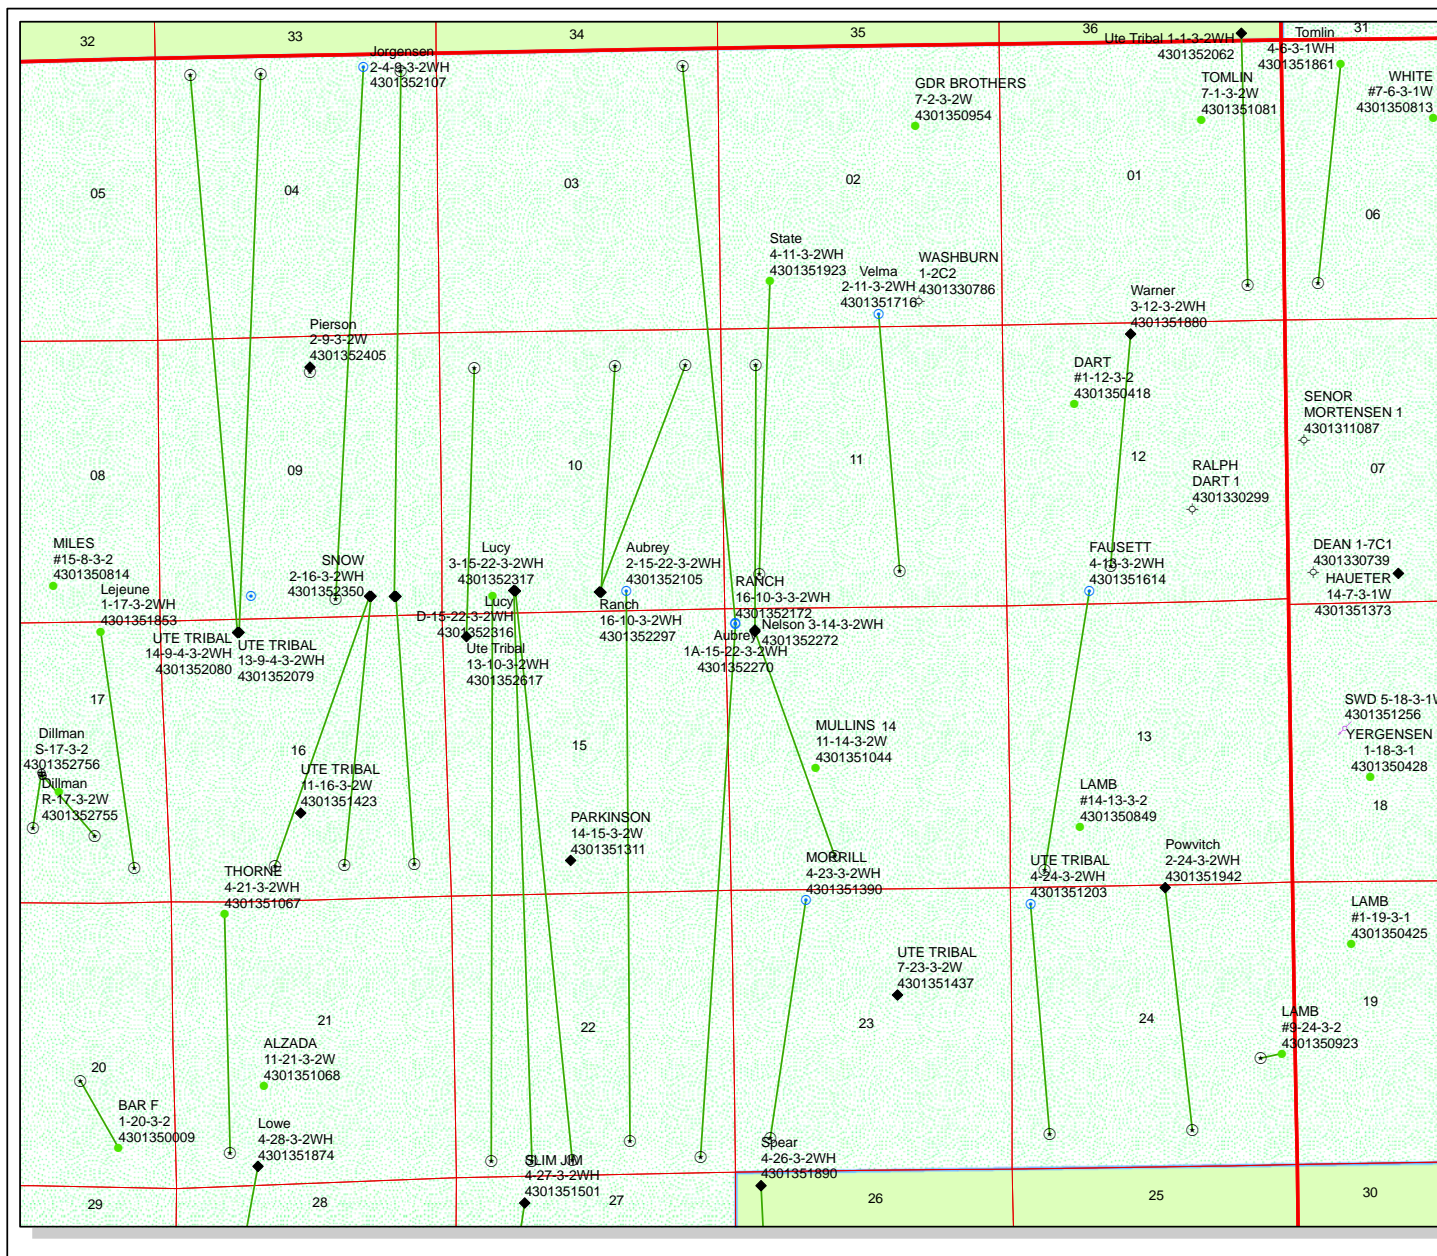 32
33
34
35
36
31
Jorgensen
2-4-9-3-2WH
4301352107
Ute Tribal 1-1-3-2WH
4301352062
Tomlin
4-6-3-1WH
4301351861
GDR BROTHERS
7-2-3-2W
4301350954
TOMLIN
7-1-3-2W
4301351081
WHITE
#7-6-3-1W
4301350813
05
04
03
02
01
06
State
4-11-3-2WH
4301351923
Velma
2-11-3-2WH
4301351716
WASHBURN
1-2C2
4301330786
Warner
3-12-3-2WH
4301351880
Pierson
2-9-3-2W
4301352405
DART
#1-12-3-2
4301350418
SENOR
MORTENSEN 1
4301311087
08
09
10
11
12
07
RALPH
DART 1
4301330299
MILES
#15-8-3-2
4301350814
Lejeune
1-17-3-2WH
4301351853
SNOW
2-16-3-2WH
4301352350
Lucy
3-15-22-3-2WH
4301352317
Lucy
D-15-22-3-2WH
4301352316
Aubrey
2-15-22-3-2WH
4301352105
Ranch
16-10-3-2WH
4301352297
RANCH
16-10-3-3-2WH
4301352172
FAUSETT
4-13-3-2WH
4301351614
DEAN 1-7C1
4301330739
HAUETER
14-7-3-1W
4301351373
UTE TRIBAL
14-9-4-3-2WH
4301352080
UTE TRIBAL
13-9-4-3-2WH
4301352079
Ute Tribal
13-10-3-2WH
4301352617
Aubrey
1A-15-22-3-2WH
4301352270
Nelson 3-14-3-2WH
4301352272
17
16
15
14
13
18
Dillman
S-17-3-2
4301352756
Dillman
R-17-3-2W
4301352755
UTE TRIBAL
11-16-3-2W
4301351423
MULLINS
11-14-3-2W
4301351044
SWD 5-18-3-1W
4301351256
YERGENSEN
1-18-3-1
4301350428
PARKINSON
14-15-3-2W
4301351311
LAMB
#14-13-3-2
4301350849
THORNE
4-21-3-2WH
4301351067
MORRILL
4-23-3-2WH
4301351390
UTE TRIBAL
4-24-3-2WH
4301351203
Powvitch
2-24-3-2WH
4301351942
LAMB
#1-19-3-1
4301350425
UTE TRIBAL
7-23-3-2W
4301351437
20
21
22
23
24
19
ALZADA
11-21-3-2W
4301351068
LAMB
#9-24-3-2
4301350923
BAR F
1-20-3-2
4301350009
Lowe
4-28-3-2WH
4301351874
SLIM JIM
4-27-3-2WH
4301351501
Spear
4-26-3-2WH
4301351890
29
28
27
26
25
30